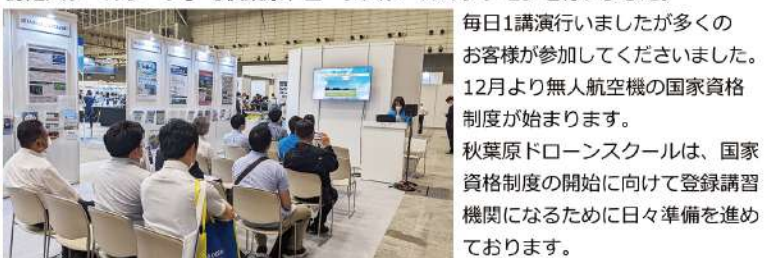 毎日1講演行いましたが多くの
お客様が参加してくださいました。
12月より無人航空機の国家資格
制度が始まります。
秋葉原ドローンスクールは、国家
資格制度の開始に向けて登録講習
機関になるために日々準備を進め
ております。